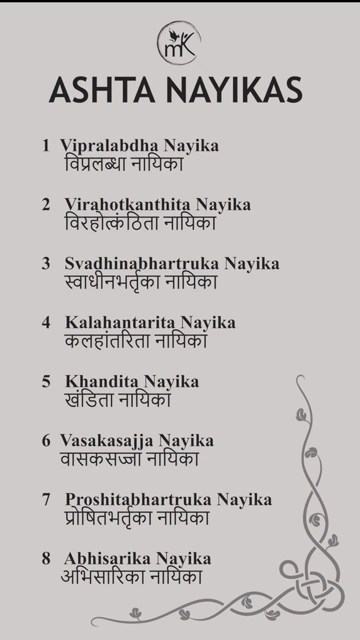 mK
ASHTA NAYIKAS
1 Vipralabdha Nayika
विप्रलब्धा नायिका
2 Virahotkanthita Nayika
विरहोत्कंठिता नायिका
3 Svadhinabhartruka Nayika
स्वाधीनभर्तृका नायिका
4 Kalahantarita Nayika
कलहांतरिता नायिका
5 Khandita Nayika
खंडिता नायिका
6 Vasakasajja Nayika
वासकसज्जा नायिका
7 Proshitabhartruka Nayika
प्रोषितभर्तृका नायिका
8 Abhisarika Nayika
अभिसारिका नायिका